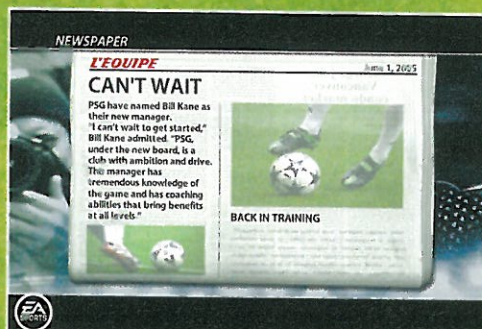 NEWSPAPER
L'EQUIPE
June 1, 2005
CAN'T WAIT
PSG have named Bill Kane as
their new manager.
"I can't wait to get started,"
Bill Kane admitted. "PSG,
under the new board, is a
club with ambition and drive.
This manager has
tremendous knowledge of
the game and has coaching
abilities that bring benefits
at all levels."
BACK IN TRAINING
EA
SPORTS